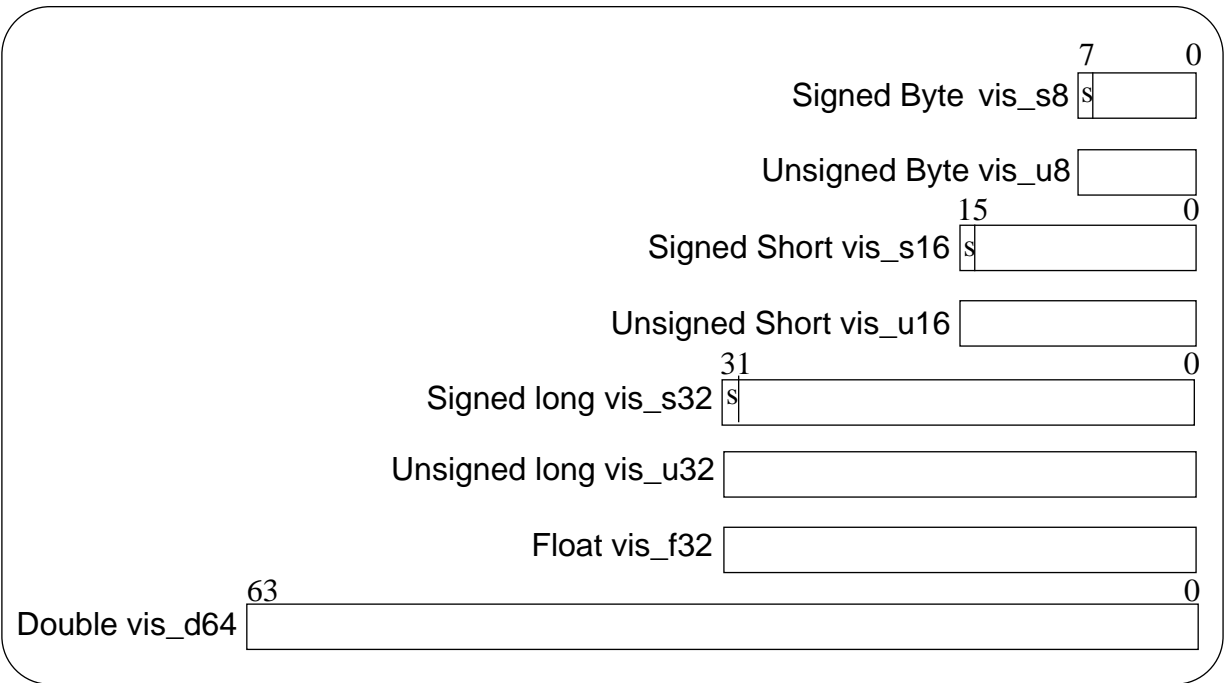 7 0
Signed Byte vis_s8 s
Unsigned Byte vis_u8
15 0
Signed Short vis_s16 s
Unsigned Short vis_u16
31 0
Signed long vis_s32 s
Unsigned long vis_u32
Float vis_f32
63 0
Double vis_d64